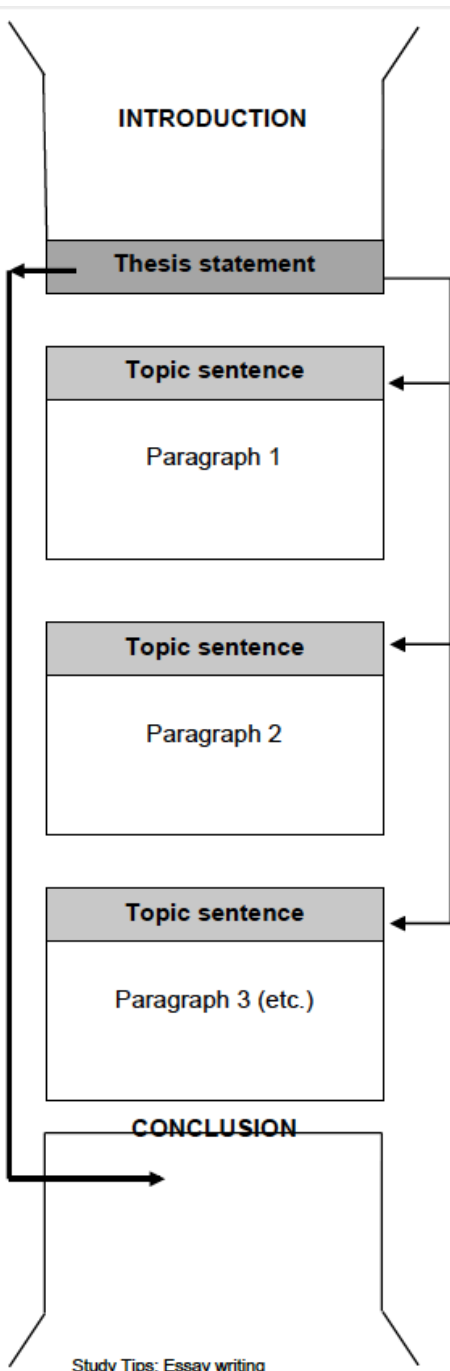 INTRODUCTION
Thesis statement
Topic sentence
Paragraph 1
Topic sentence
Paragraph 2
Topic sentence
Paragraph 3 (etc.)
CONCLUSION
Study Tips: Essay writing